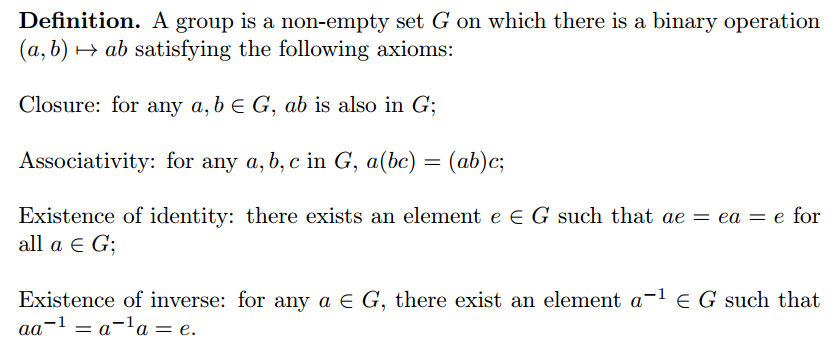 Definition. A group is a non-empty set G on which there is a binary operation
(a, b) ↦ ab satisfying the following axioms:
Closure: for any a, b ∈ G, ab is also in G;
Associativity: for any a, b, c in G, a(bc) = (ab)c;
Existence of identity: there exists an element e ∈ G such that ae = ea = e for
all a ∈ G;
Existence of inverse: for any a ∈ G, there exist an element a⁻¹ ∈ G such that
aa⁻¹ = a⁻¹a = e.